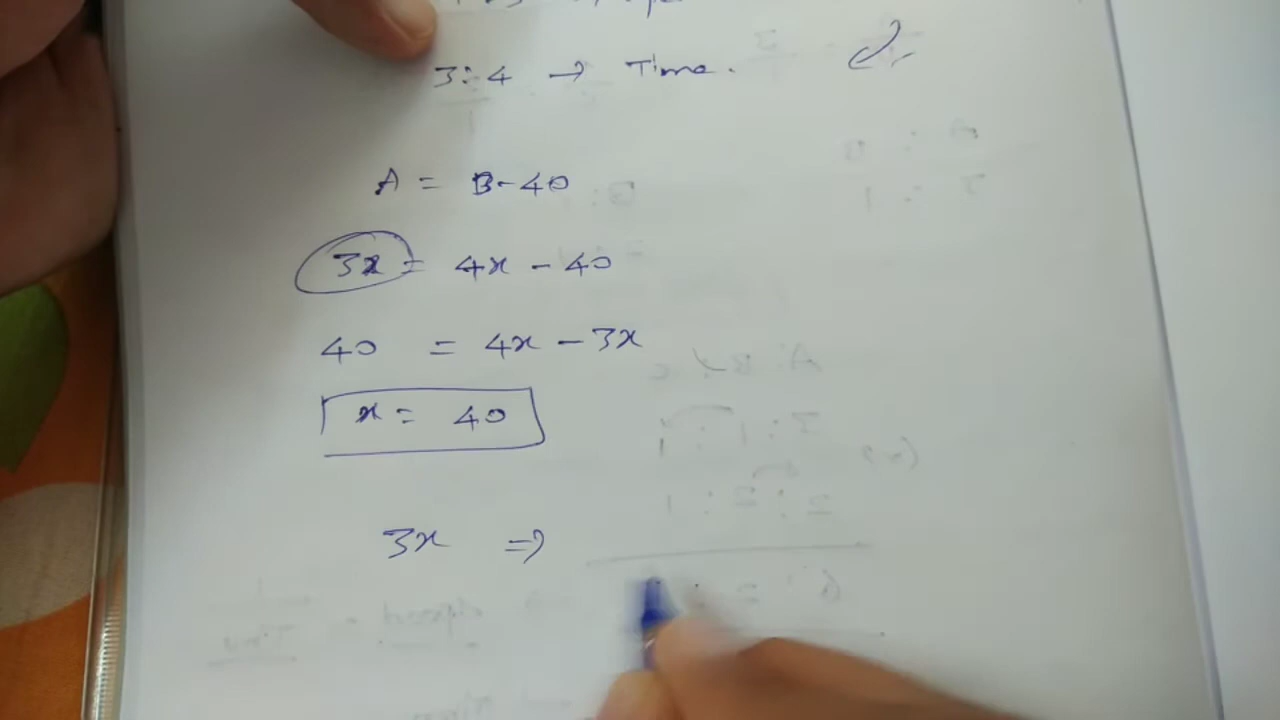 3:4 → Time.
A = B-40
3x = 4x - 40
40 = 4x - 3x
x = 40
3x ⇒